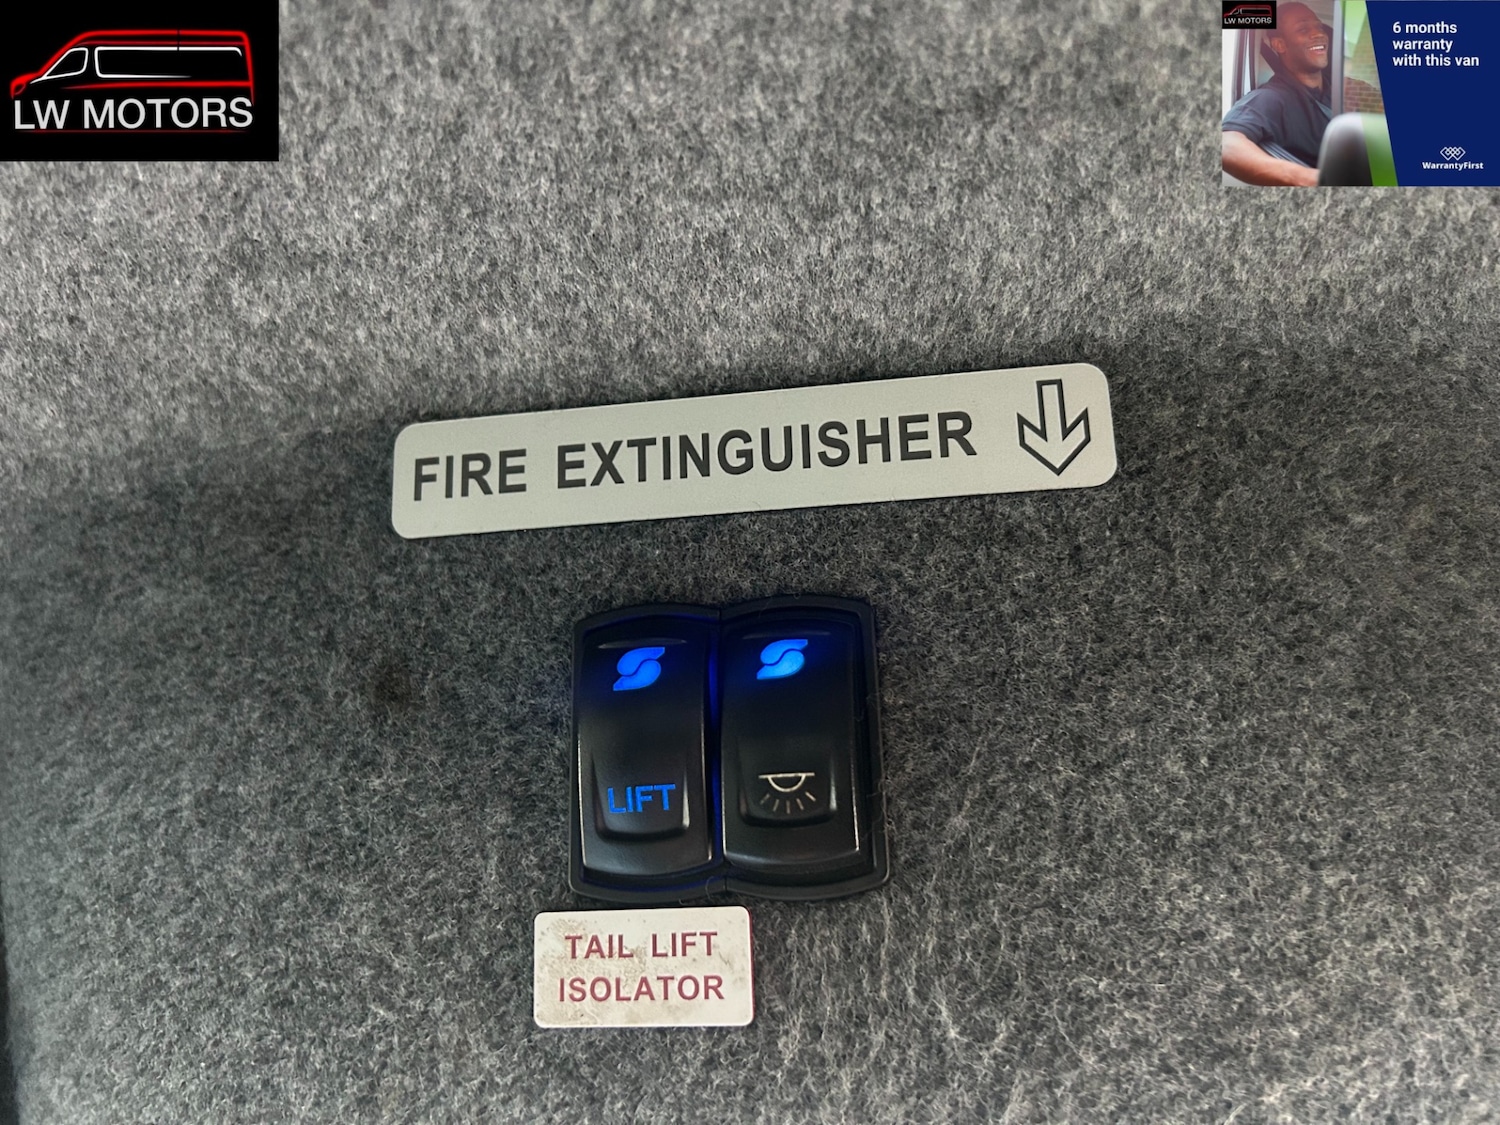 LW MOTORS
LW MOTORS
6 months
warranty
with this van
WarrantyFirst
FIRE EXTINGUISHER
LIFT
TAIL LIFT
ISOLATOR